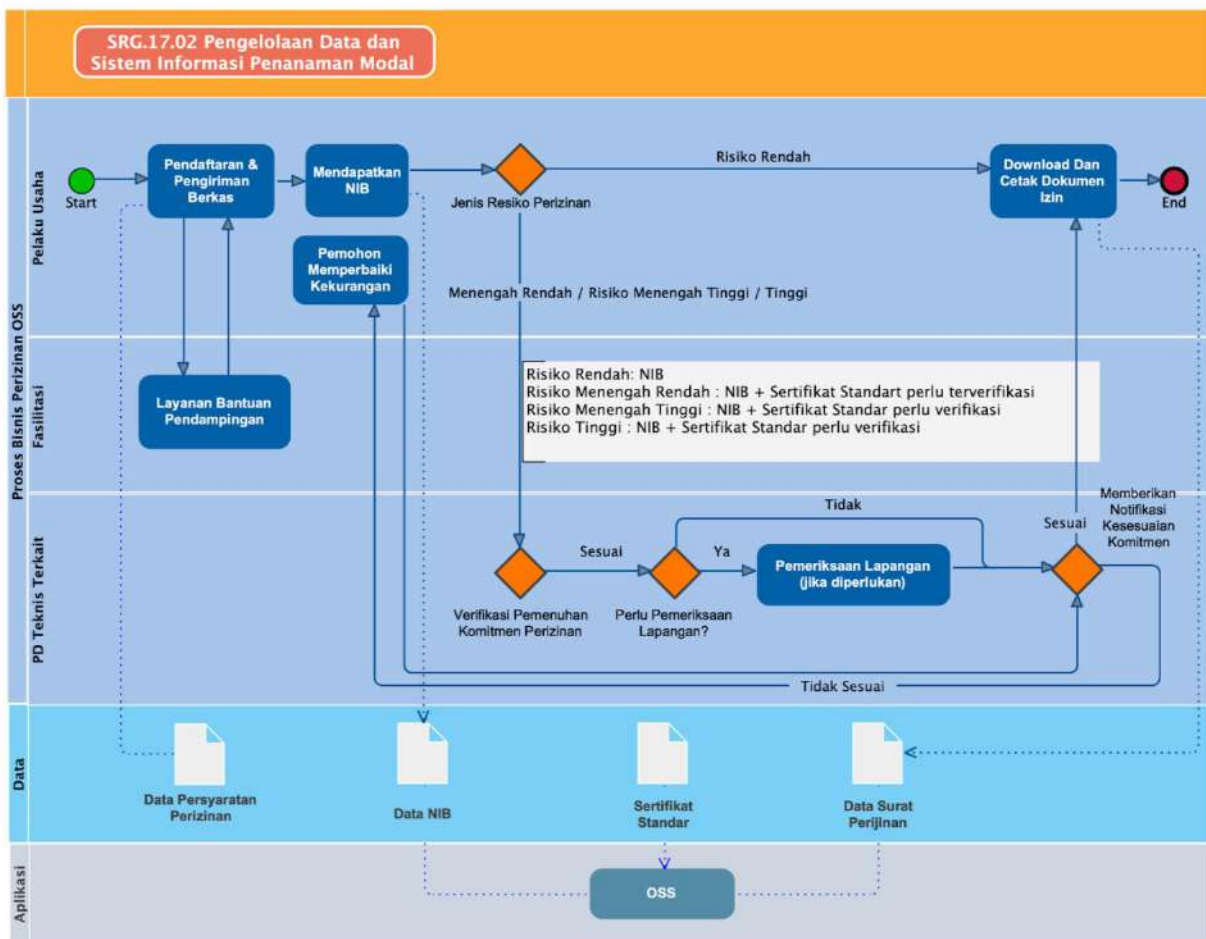 SRG.17.02 Pengelolaan Data dan
Sistem Informasi Penanaman Modal
Proses Bisnis Perizinan OSS
Pelaku Usaha
Start
Pendaftaran &
Pengiriman
Berkas
Mendapatkan
NIB
Jenis Resiko Perizinan
Risiko Rendah
Download Dan
Cetak Dokumen
Izin
End
Pemohon
Memperbaiki
Kekurangan
Menengah Rendah / Risiko Menengah Tinggi / Tinggi
Fasilitasi
Layanan Bantuan
Pendampingan
Risiko Rendah: NIB
Risiko Menengah Rendah : NIB + Sertifikat Standart perlu terverifikasi
Risiko Menengah Tinggi : NIB + Sertifikat Standar perlu verifikasi
Risiko Tinggi : NIB + Sertifikat Standar perlu verifikasi
PD Teknis Terkait
Verifikasi Pemenuhan
Komitmen Perizinan
Sesuai
Perlu Pemeriksaan
Lapangan?
Ya
Tidak
Pemeriksaan Lapangan
(jika diperlukan)
Sesuai
Memberikan
Notifikasi
Kesesuaian
Komitmen
Tidak Sesuai
Data
Data Persyaratan
Perizinan
Data NIB
Sertifikat
Standar
Data Surat
Perijinan
Aplikasi
OSS